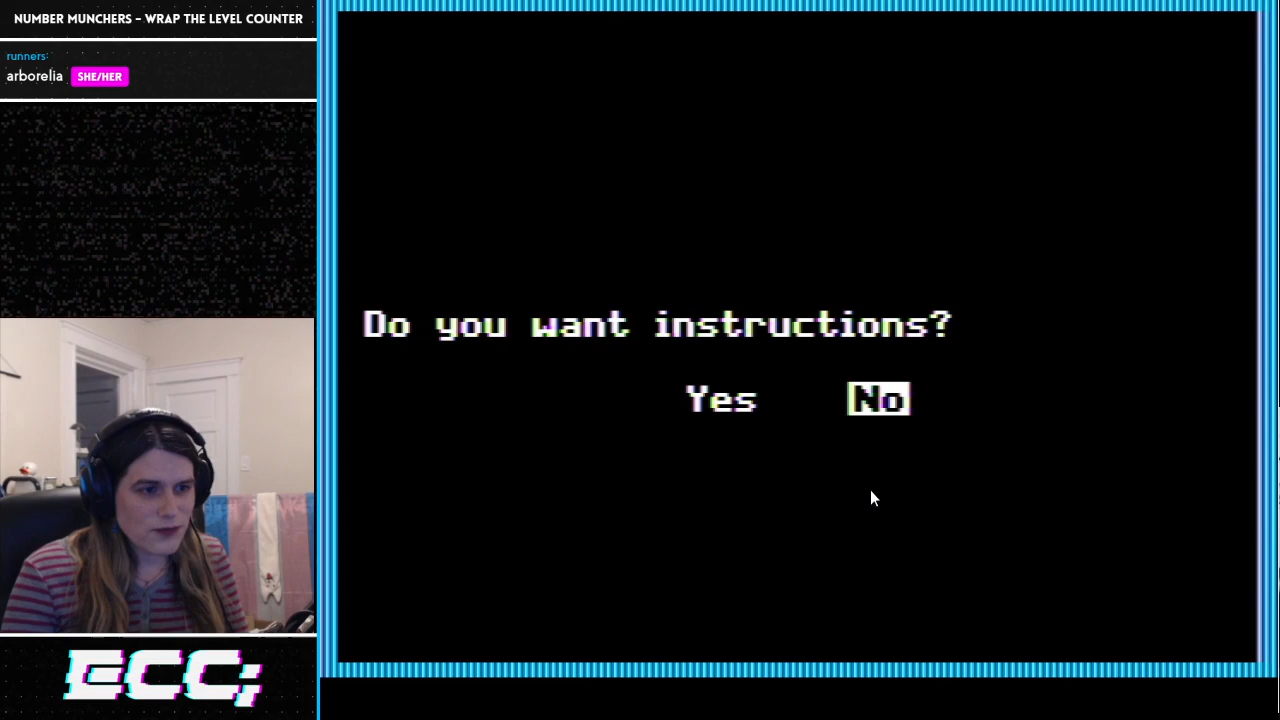 NUMBER MUNCHERS - WRAP THE LEVEL COUNTER
runners:
arborelia SHE/HER
Do you want instructions?
Yes No
ECC;